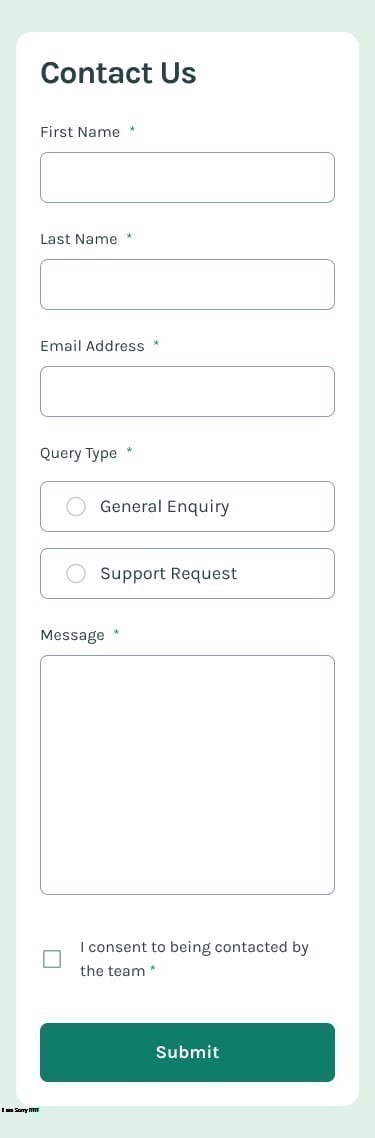 Contact Us
First Name *
Last Name *
Email Address *
Query Type *
General Enquiry
Support Request
Message *
I consent to being contacted by
the team *
Submit
I am Sorry